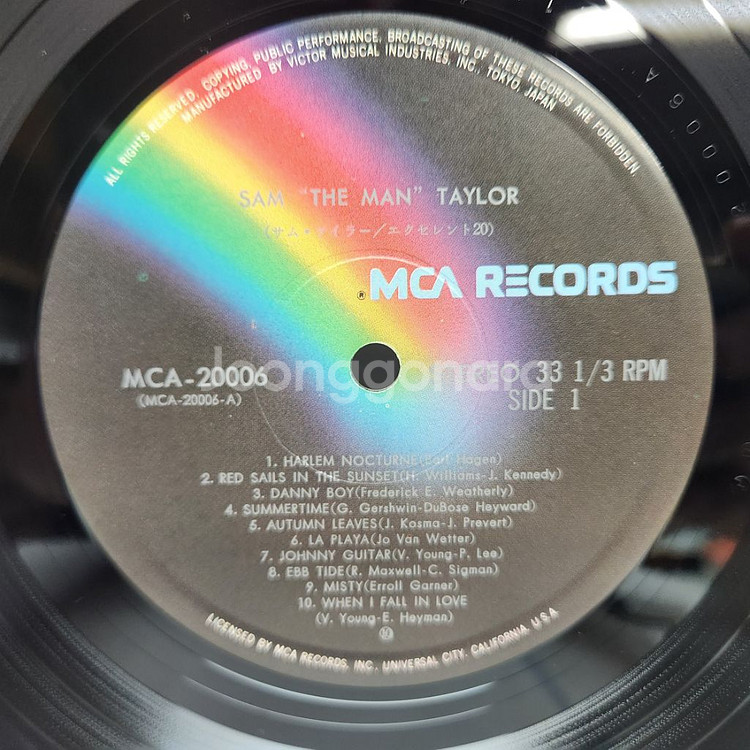 ALL RIGHTS RESERVED. COPYING, PUBLIC PERFORMANCE, BROADCASTING OF THESE RECORDS ARE FORBIDDEN
MANUFACTURED BY VICTOR MUSICAL INDUSTRIES, INC., TOKYO, JAPAN
SAM "THE MAN" TAYLOR
(サム・テイラー/エクセレント20)
® MCA RECORDS
MCA-20006
(MCA-20006-A)
33 1/3 RPM
SIDE 1
1. HARLEM NOCTURNE(Earl Hagen)
2. RED SAILS IN THE SUNSET(H. Williams-J. Kennedy)
3. DANNY BOY(Frederick E. Weatherly)
4. SUMMERTIME(G. Gershwin-DuBose Heyward)
5. AUTUMN LEAVES(J. Kosma-J. Prevert)
6. LA PLAYA(Jo Van Wetter)
7. JOHNNY GUITAR(V. Young-P. Lee)
8. EBB TIDE(R. Maxwell-C. Sigman)
9. MISTY(Erroll Garner)
10. WHEN I FALL IN LOVE
(V. Young-E. Heyman)
LICENSED BY MCA RECORDS, INC., UNIVERSAL CITY, CALIFORNIA, U.S.A